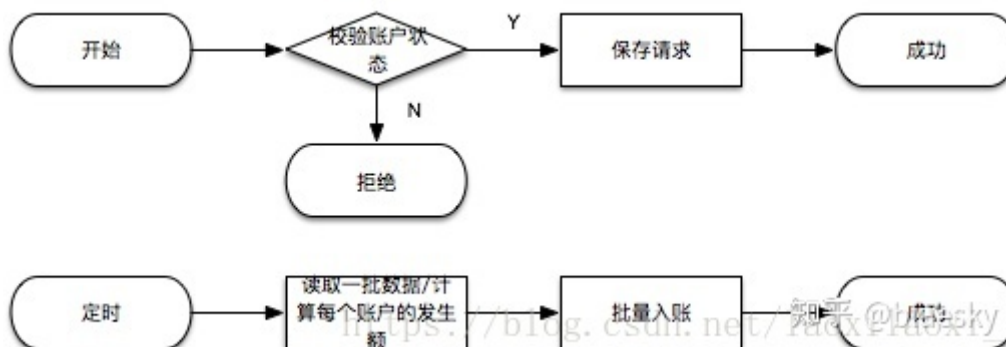 开始
校验账户状
态
Y
保存请求
成功
N
拒绝
定时
读取一批数据/计
算每个账户的发生
额
批量入账
成功
https://blog.csdn.net/
知乎